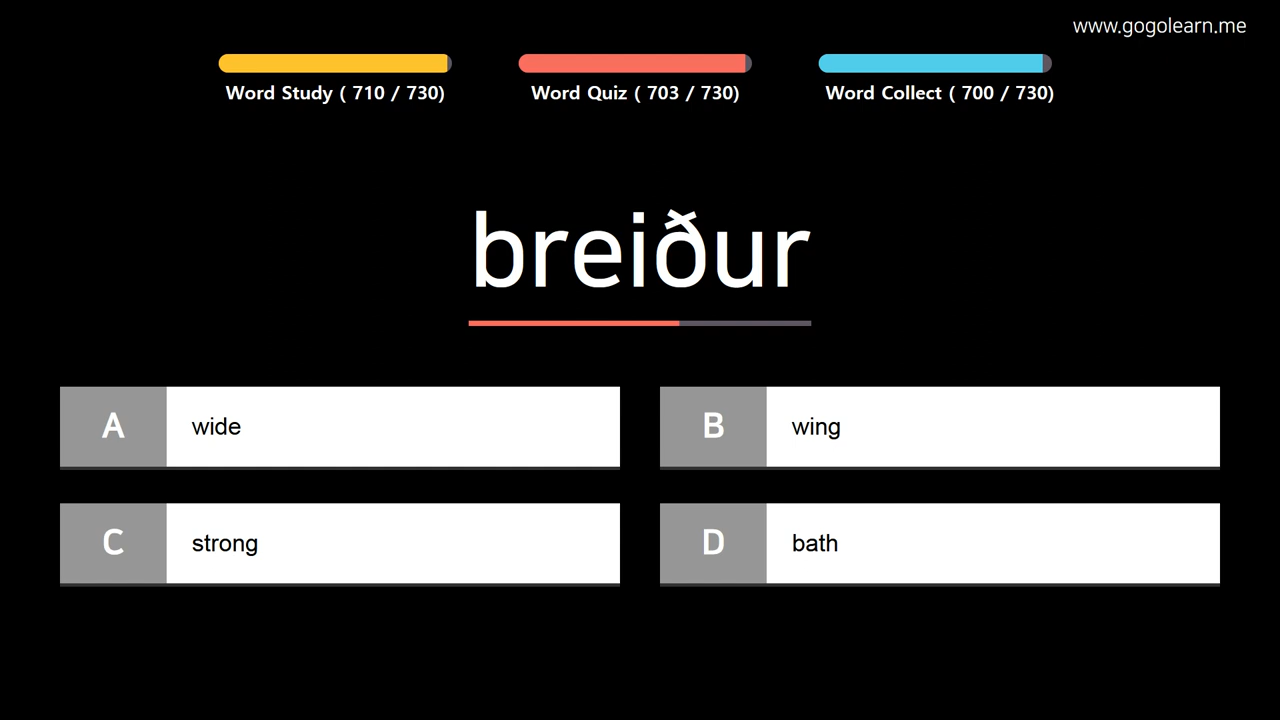 www.gogolearn.me
Word Study ( 710 / 730)
Word Quiz ( 703 / 730)
Word Collect ( 700 / 730)
breiður
A
wide
B
wing
C
strong
D
bath